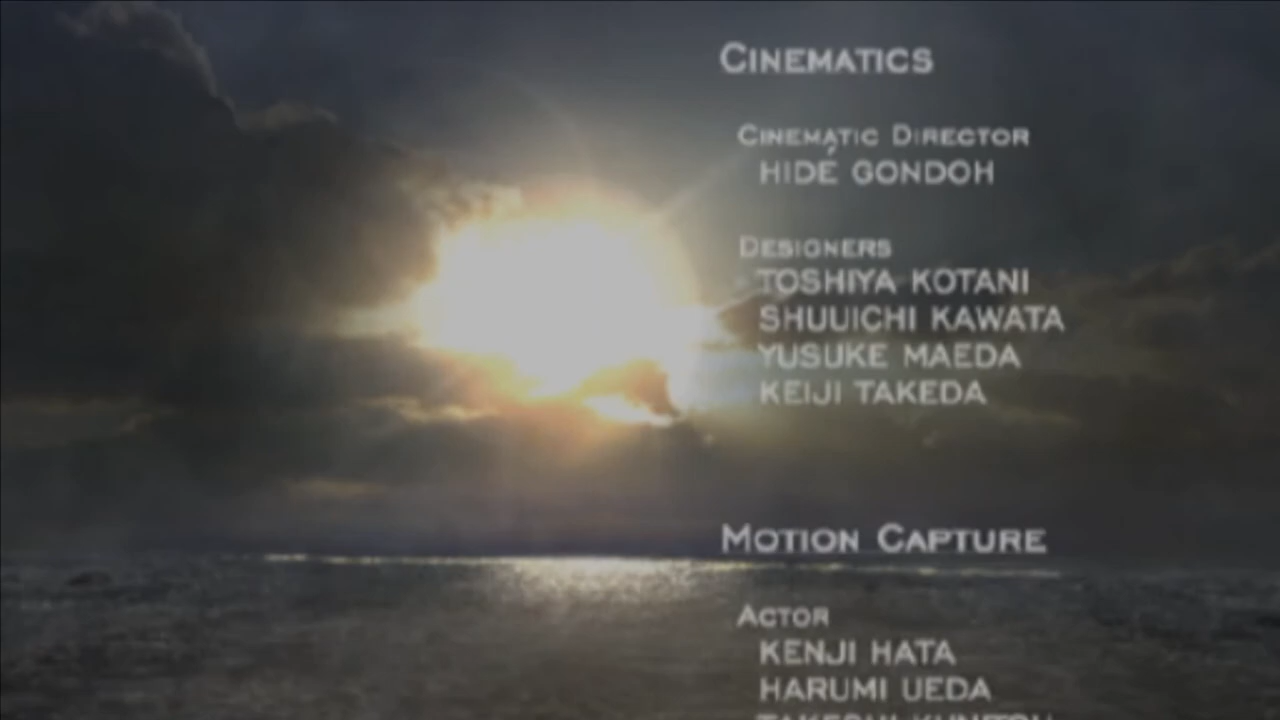 CINEMATICS
CINEMATIC DIRECTOR
HIDÉ GONDOH
DESIGNERS
TOSHIYA KOTANI
SHUUICHI KAWATA
YUSUKE MAEDA
KEIJI TAKEDA
MOTION CAPTURE
ACTOR
KENJI HATA
HARUMI UEDA